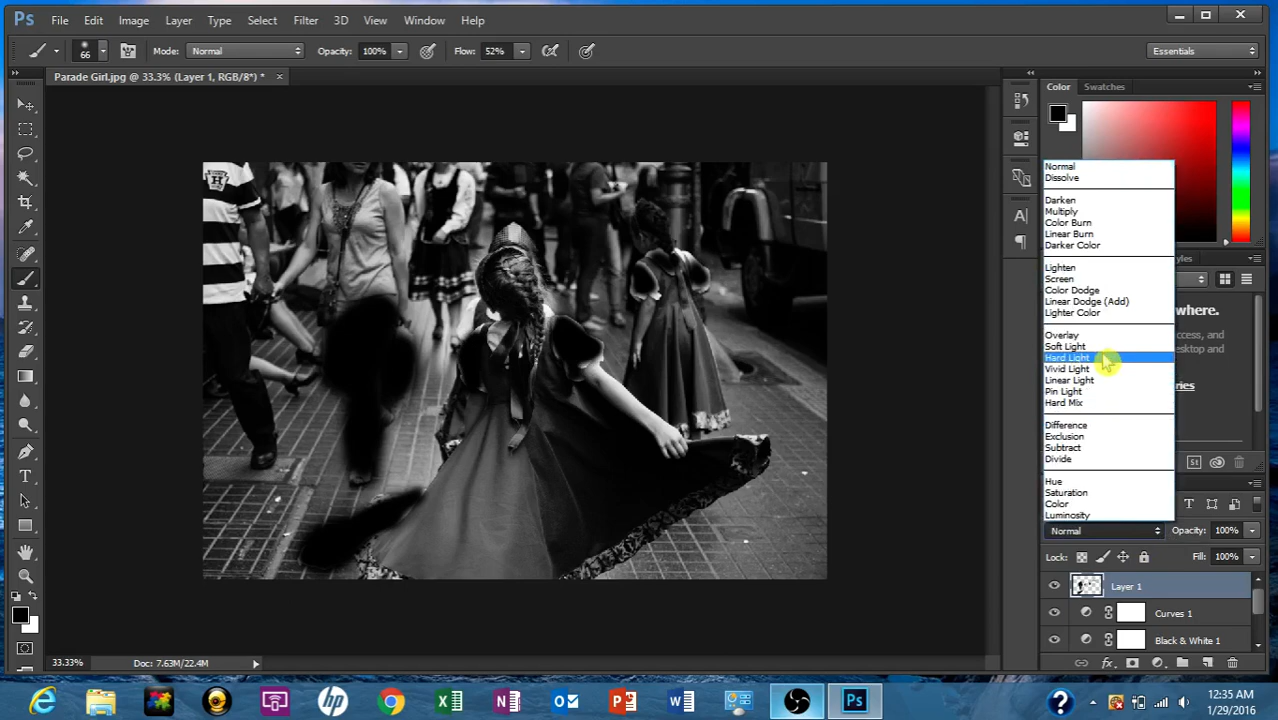 Ps File Edit Image Layer Type Select Filter 3D View Window Help
66 Mode: Normal Opacity: 100% Flow: 52% Essentials
Parade Girl.jpg @ 33.3% (Layer 1, RGB/8*) * ×
Color Swatches
Normal
Dissolve
Darken
Multiply
Color Burn
Linear Burn
Darker Color
Lighten
Screen
Color Dodge
Linear Dodge (Add)
Lighter Color
Overlay
Soft Light
Hard Light
Vivid Light
Linear Light
Pin Light
Hard Mix
Difference
Exclusion
Subtract
Divide
Hue
Saturation
Color
Luminosity
yles
where.
ccess, and
esktop and
ries
St
H
Normal Opacity: 100%
Lock: Fill: 100%
Layer 1
Curves 1
Black & White 1
fx
33.33% Doc: 7.63M/22.4M
12:35 AM
1/29/2016